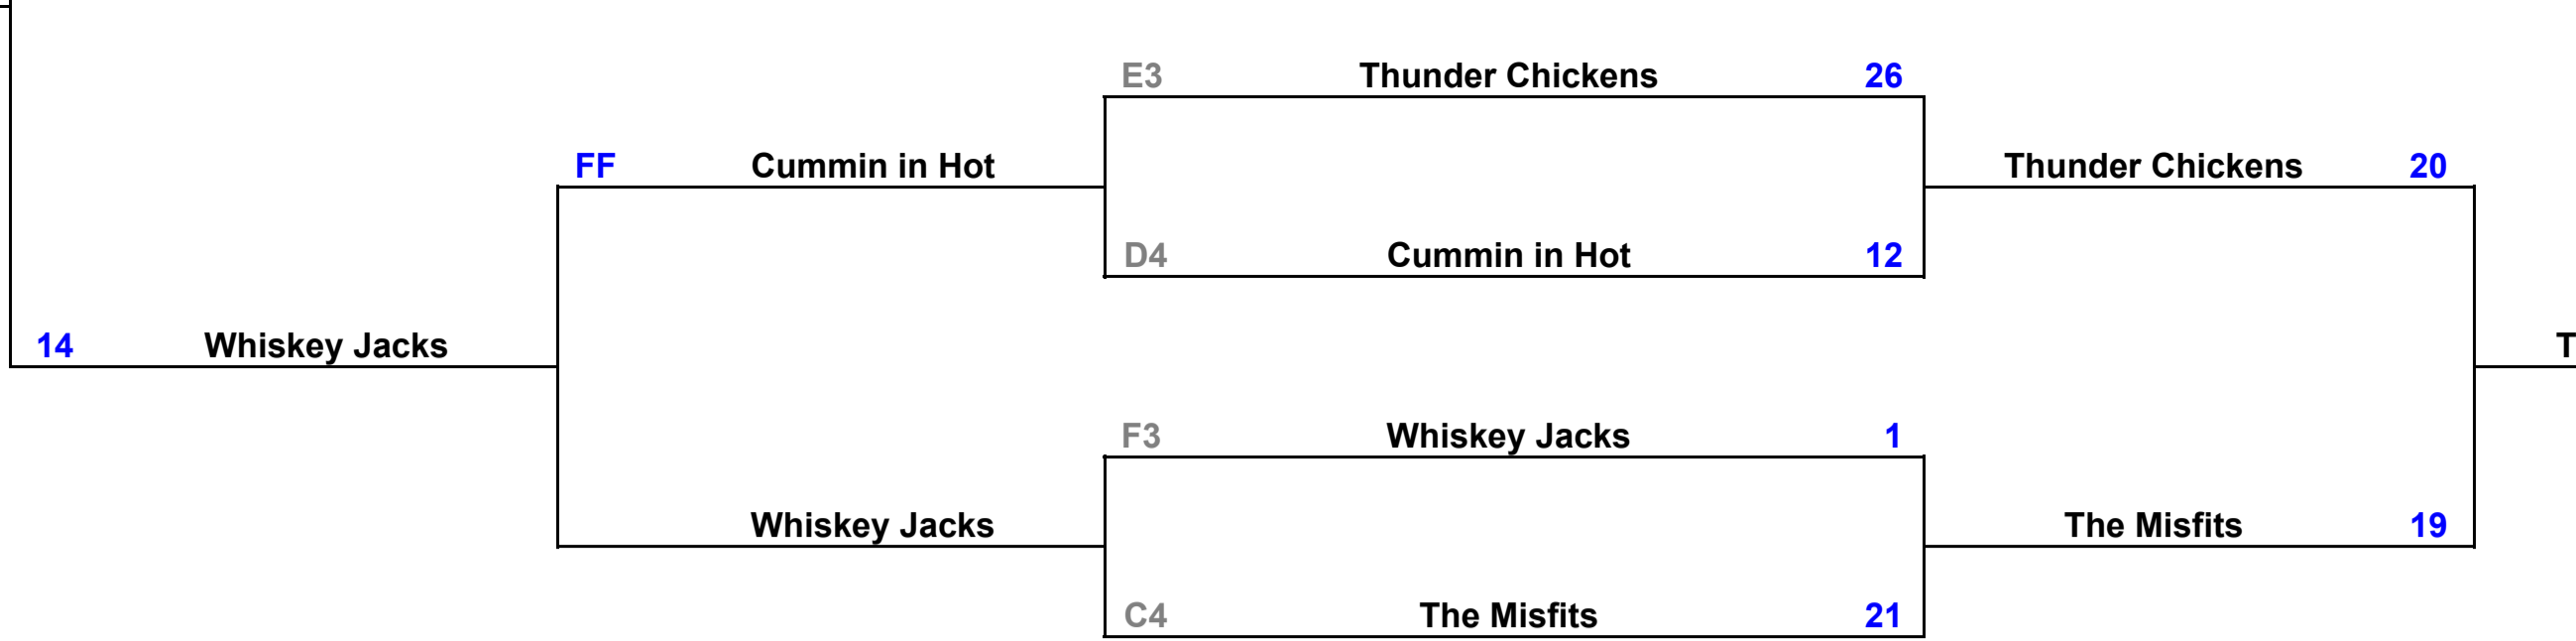 E3 Thunder Chickens 26
FF Cummin in Hot Thunder Chickens 20
D4 Cummin in Hot 12
14 Whiskey Jacks T
F3 Whiskey Jacks 1
Whiskey Jacks The Misfits 19
C4 The Misfits 21